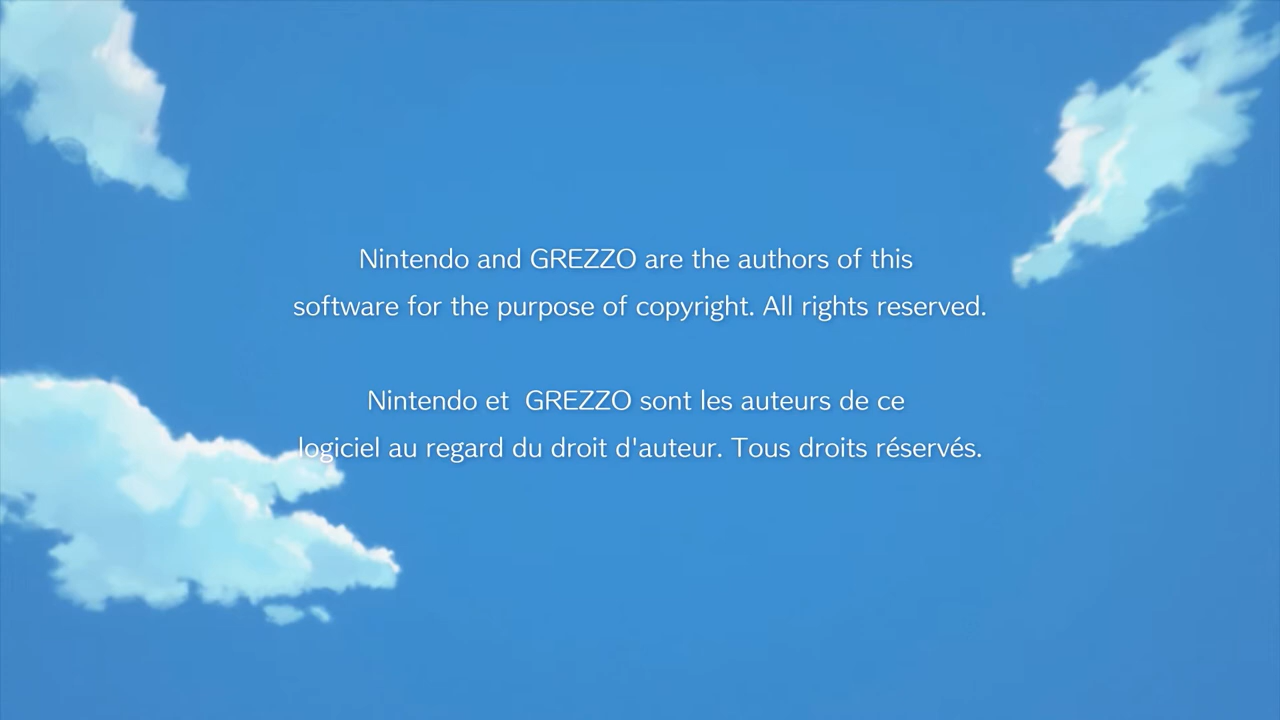 Nintendo and GREZZO are the authors of this
software for the purpose of copyright. All rights reserved.
Nintendo et  GREZZO sont les auteurs de ce
logiciel au regard du droit d'auteur. Tous droits réservés.